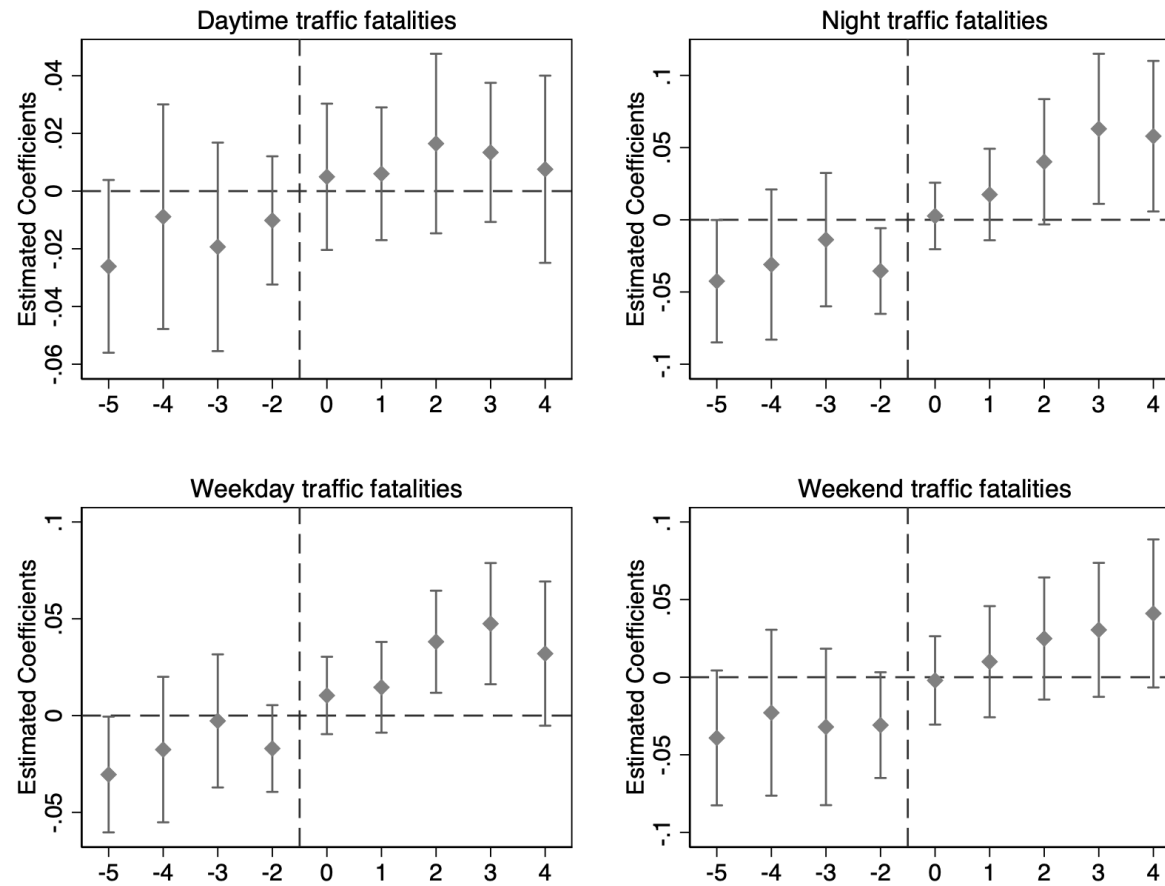 Daytime traffic fatalities
Estimated Coefficients
.04
.02
0
-.02
-.04
-.06
-5 -4 -3 -2 0 1 2 3 4
Night traffic fatalities
Estimated Coefficients
.1
.05
0
-.05
-.1
-5 -4 -3 -2 0 1 2 3 4
Weekday traffic fatalities
Estimated Coefficients
.1
.05
0
-.05
-5 -4 -3 -2 0 1 2 3 4
Weekend traffic fatalities
Estimated Coefficients
.1
.05
0
-.05
-.1
-5 -4 -3 -2 0 1 2 3 4